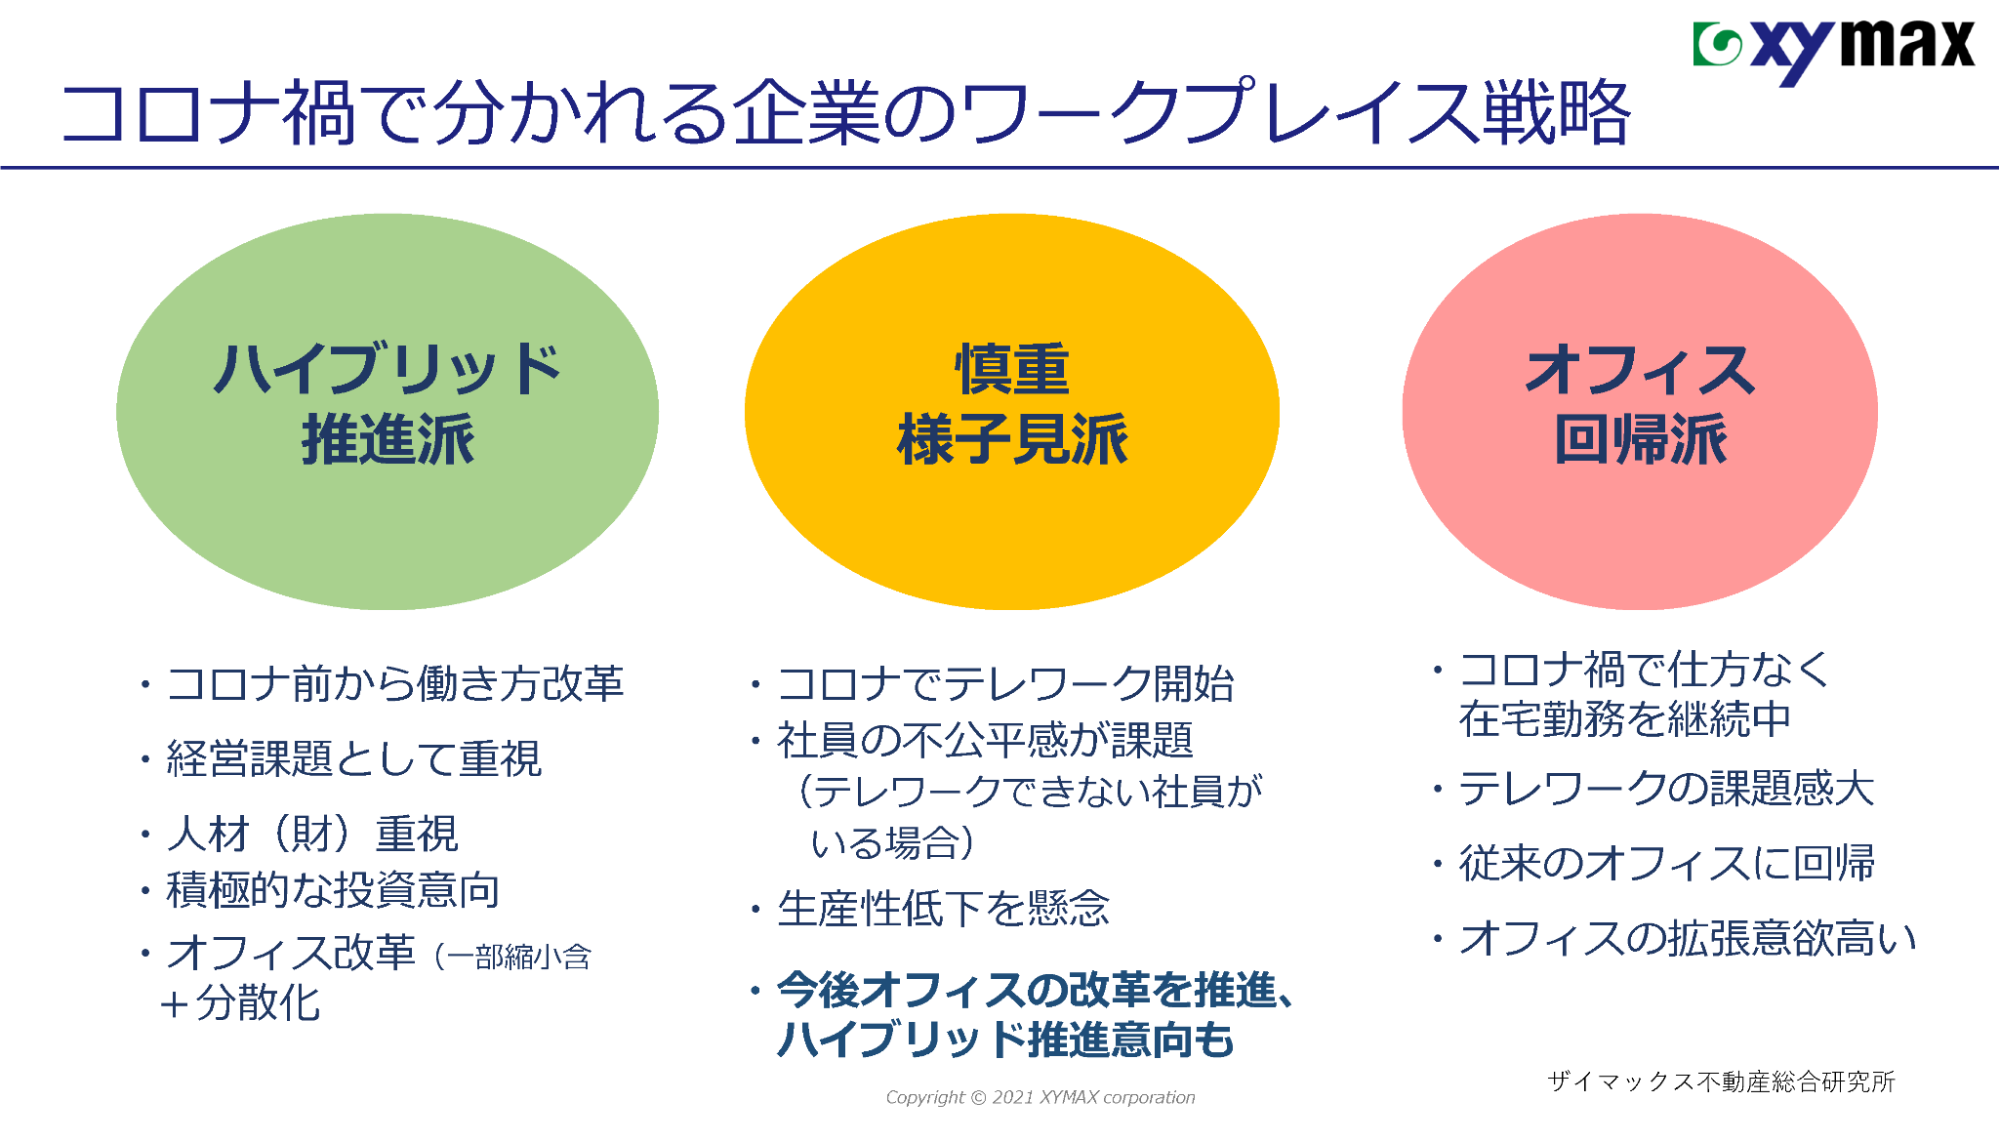 xymax
コロナ禍で分かれる企業のワークプレイス戦略
ハイブリッド
推進派
・コロナ前から働き方改革
・経営課題として重視
・人材（財）重視
・積極的な投資意向
・オフィス改革（一部縮小含
＋分散化
慎重
様子見派
・コロナでテレワーク開始
・社員の不公平感が課題
（テレワークできない社員が
いる場合）
・生産性低下を懸念
・今後オフィスの改革を推進、
ハイブリッド推進意向も
オフィス
回帰派
・コロナ禍で仕方なく
在宅勤務を継続中
・テレワークの課題感大
・従来のオフィスに回帰
・オフィスの拡張意欲高い
ザイマックス不動産総合研究所
Copyright © 2021 XYMAX corporation